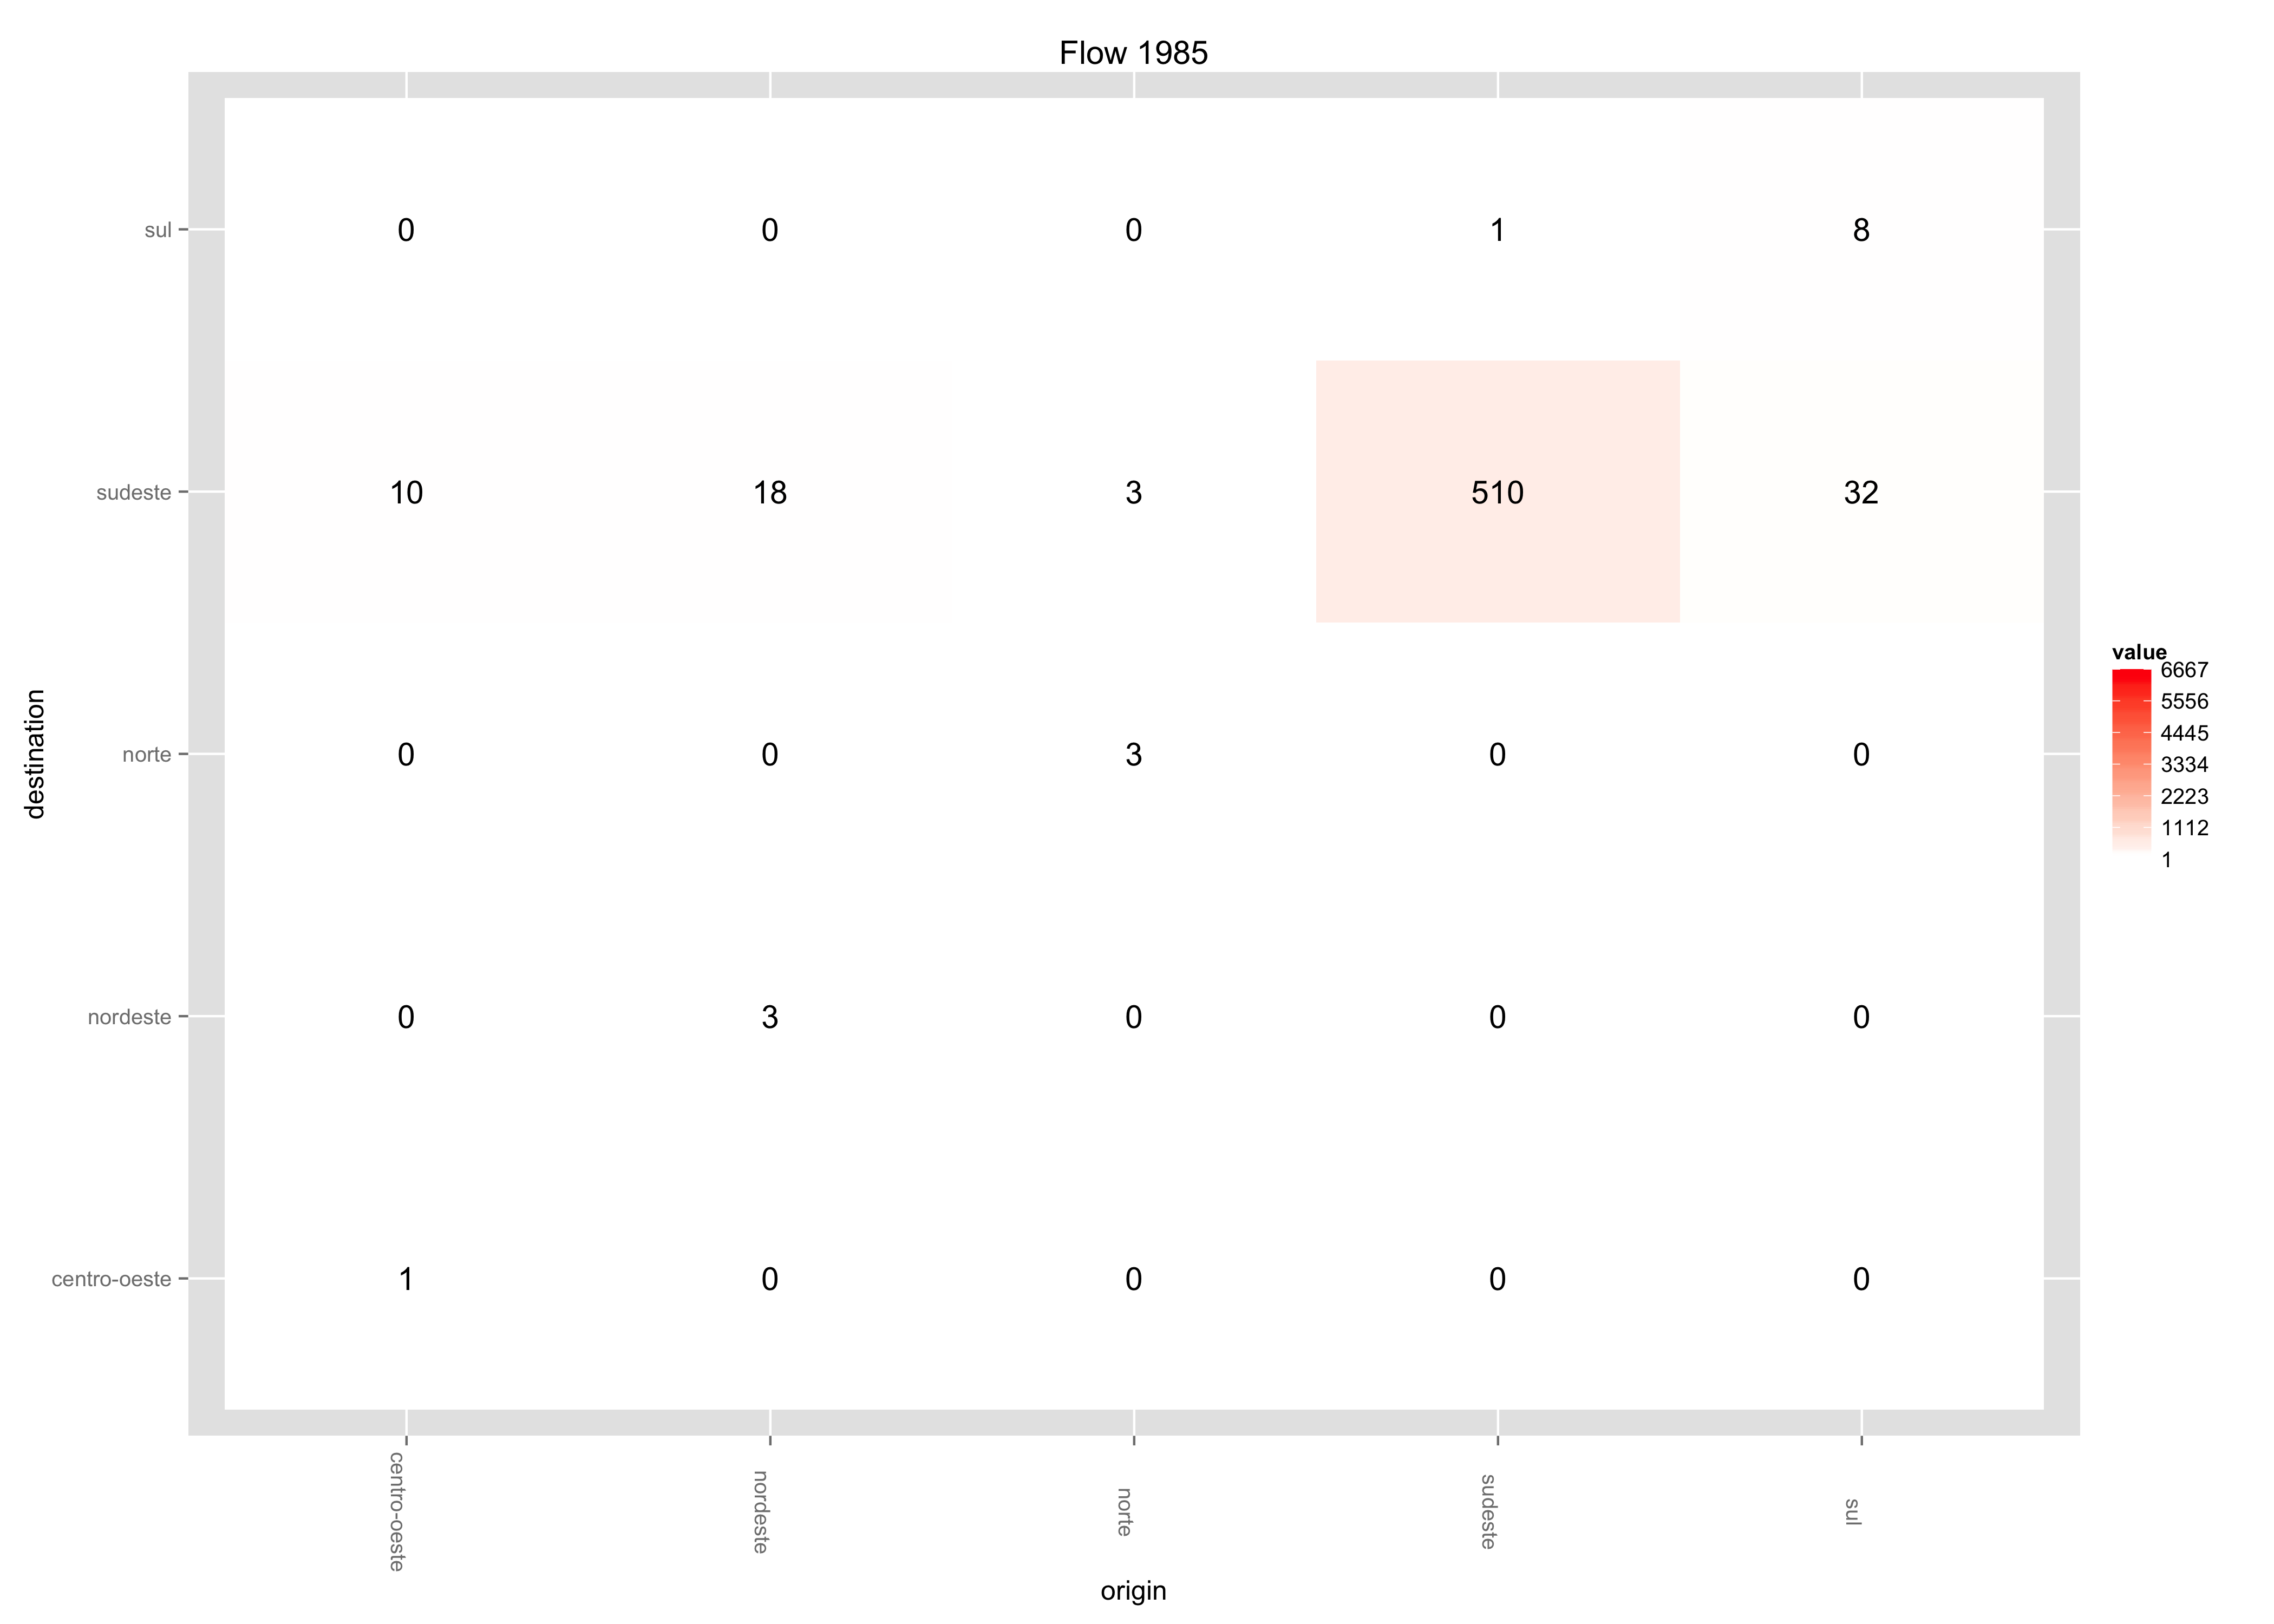 Flow 1985
sul 0 0 0 1 8
sudeste 10 18 3 510 32
norte 0 0 3 0 0
nordeste 0 3 0 0 0
centro-oeste 1 0 0 0 0
destination
centro-oeste nordeste norte sudeste sul
origin
value
6667
5556
4445
3334
2223
1112
1